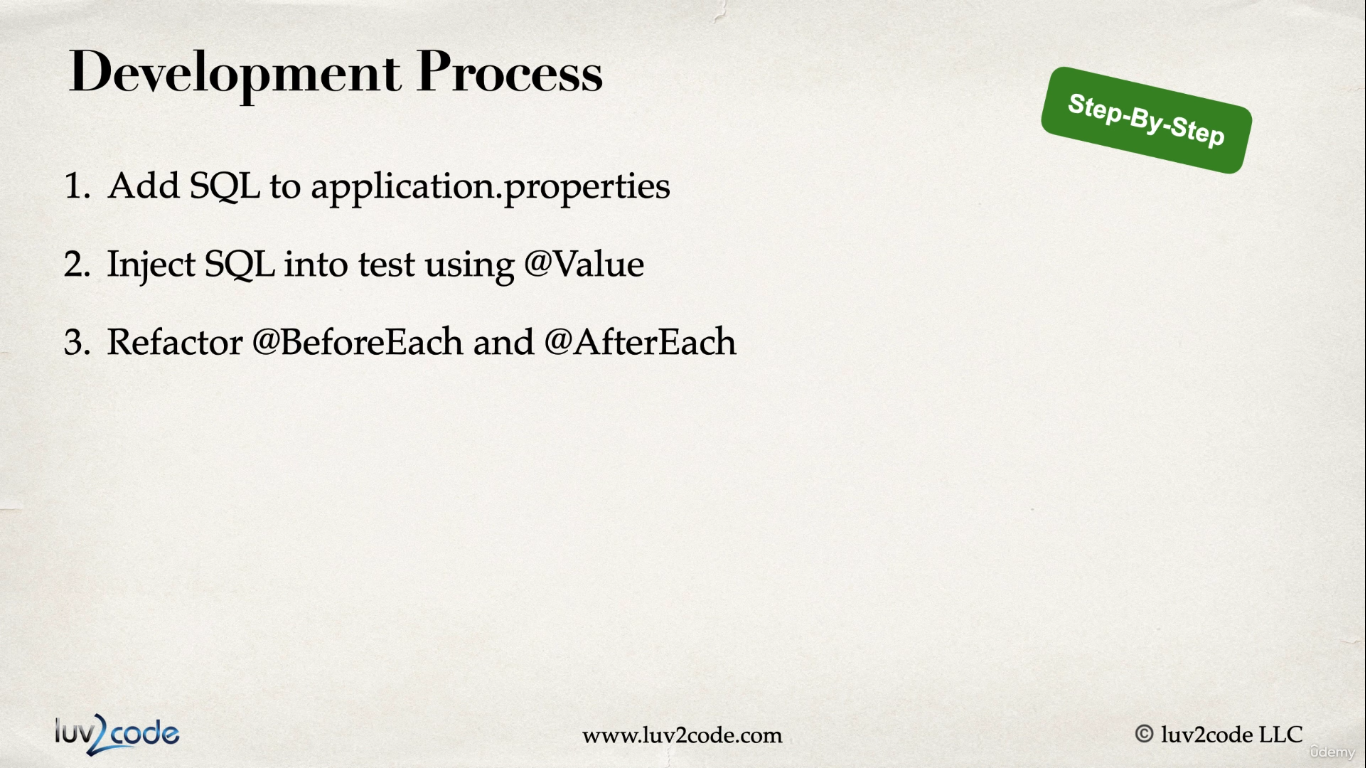 Development Process
Step-By-Step
1. Add SQL to application.properties
2. Inject SQL into test using @Value
3. Refactor @BeforeEach and @AfterEach
luv2code
www.luv2code.com
© luv2code LLC
ûdemy